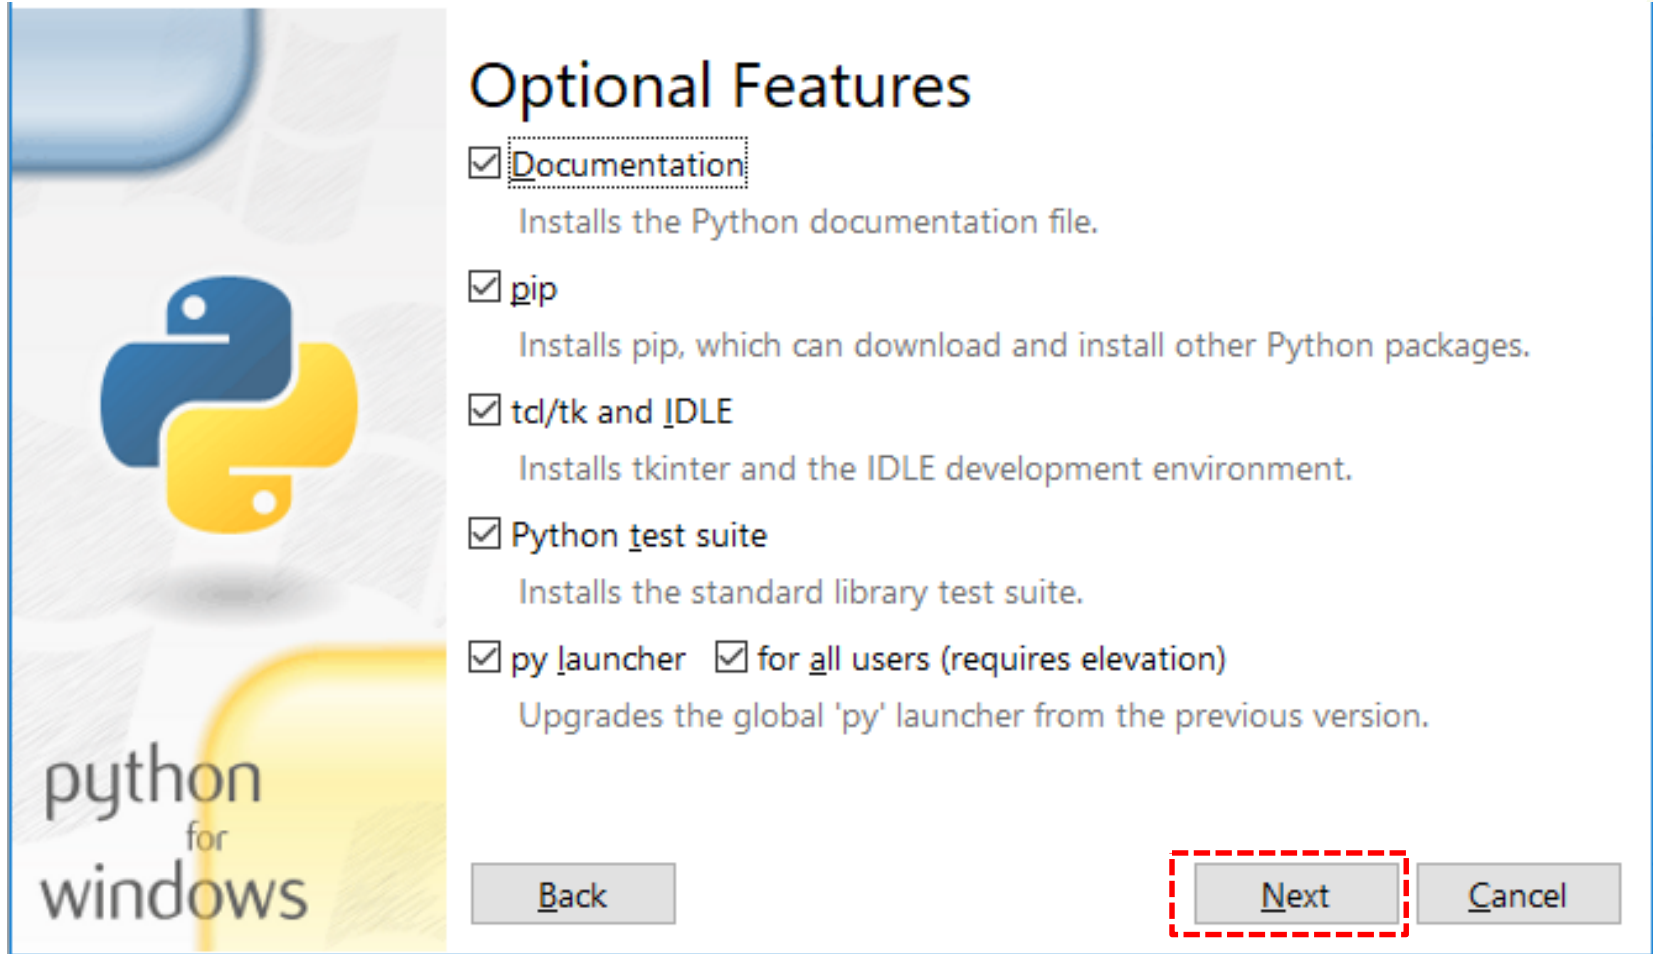 Optional Features
Documentation
Installs the Python documentation file.
pip
Installs pip, which can download and install other Python packages.
tcl/tk and IDLE
Installs tkinter and the IDLE development environment.
Python test suite
Installs the standard library test suite.
py launcher for all users (requires elevation)
Upgrades the global 'py' launcher from the previous version.
python
for
windows
Back Next Cancel